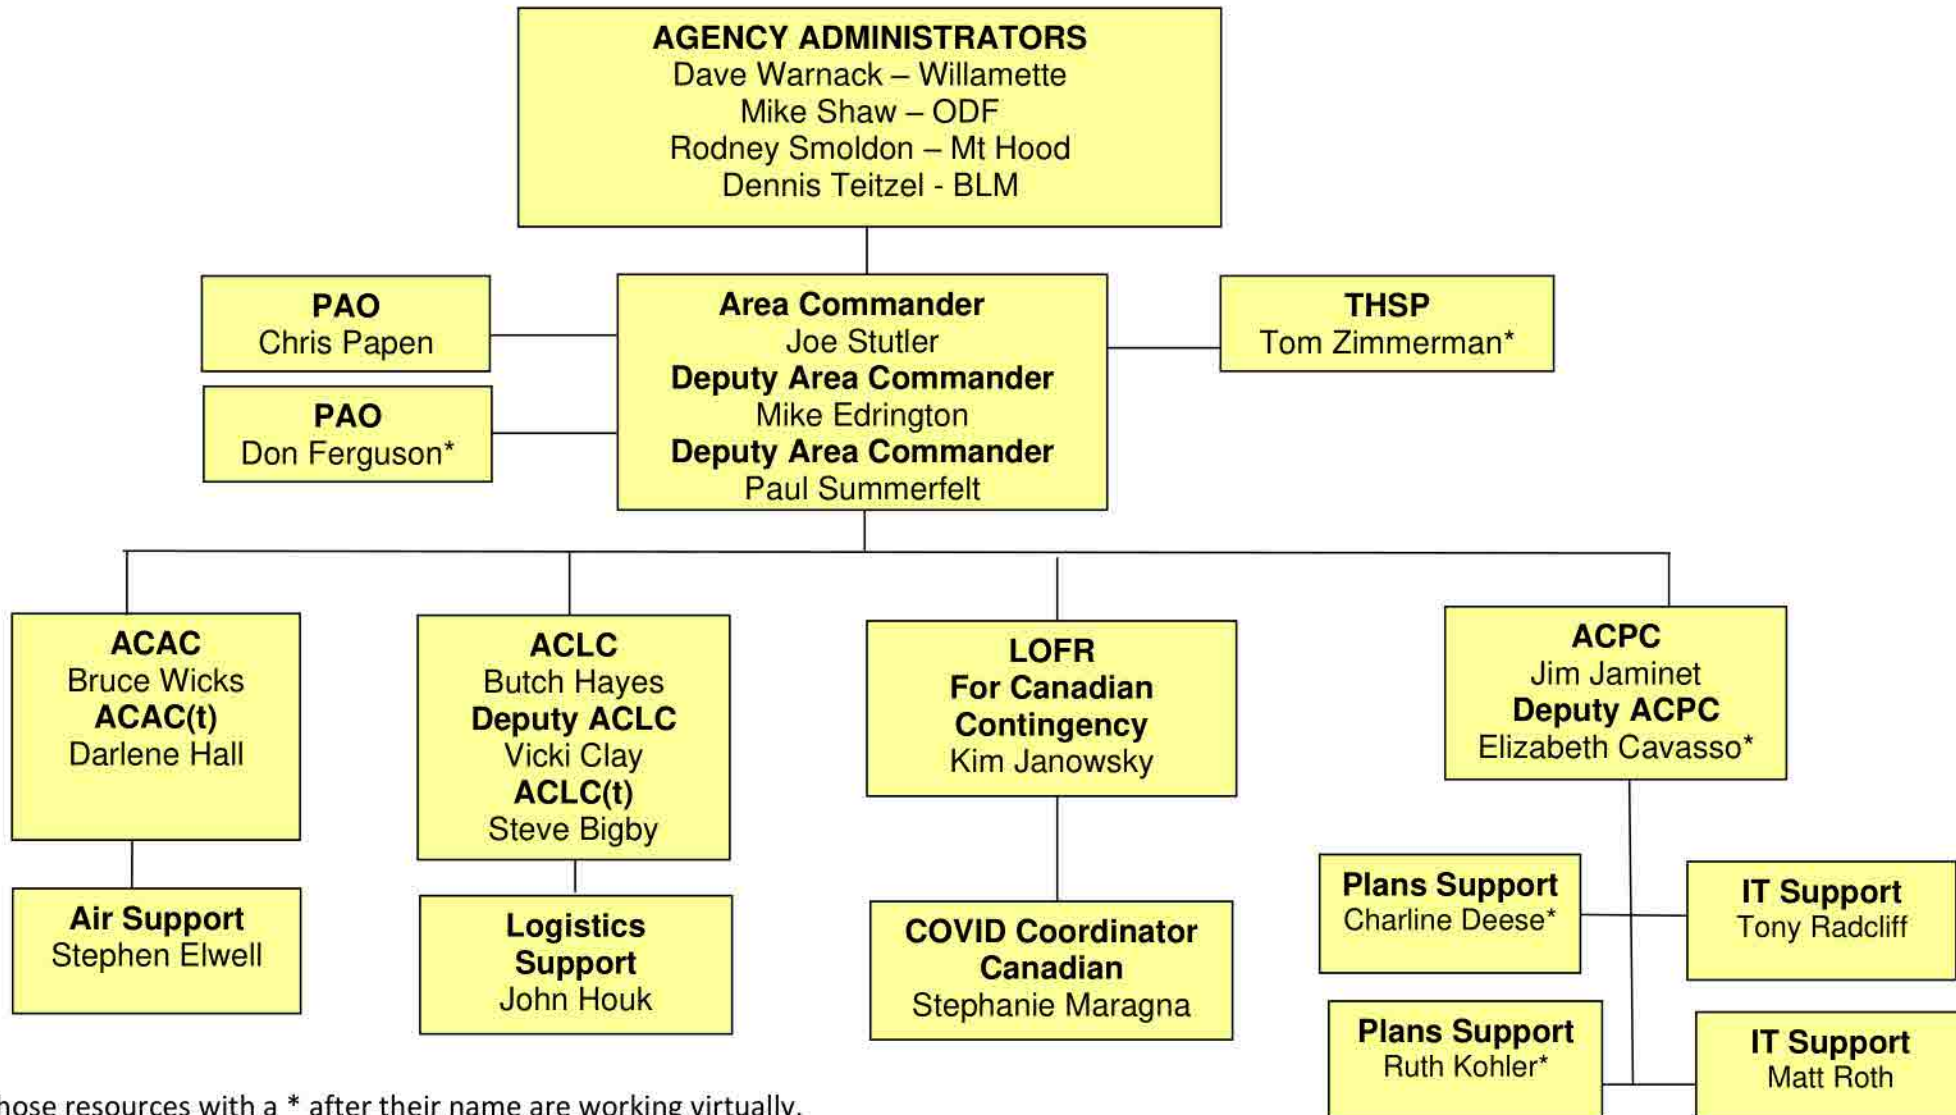 AGENCY ADMINISTRATORS
Dave Warnack – Willamette
Mike Shaw – ODF
Rodney Smoldon – Mt Hood
Dennis Teitzel - BLM
PAO
Chris Papen
PAO
Don Ferguson*
Area Commander
Joe Stutler
Deputy Area Commander
Mike Edrington
Deputy Area Commander
Paul Summerfelt
THSP
Tom Zimmerman*
ACAC
Bruce Wicks
ACAC(t)
Darlene Hall
ACLC
Butch Hayes
Deputy ACLC
Vicki Clay
ACLC(t)
Steve Bigby
LOFR
For Canadian
Contingency
Kim Janowsky
ACPC
Jim Jaminet
Deputy ACPC
Elizabeth Cavasso*
Air Support
Stephen Elwell
Logistics
Support
John Houk
COVID Coordinator
Canadian
Stephanie Maragna
Plans Support
Charline Deese*
IT Support
Tony Radcliff
Plans Support
Ruth Kohler*
IT Support
Matt Roth
hose resources with a * after their name are working virtually.